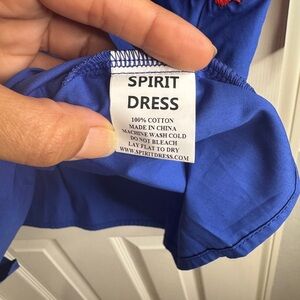 SPIRIT
DRESS
100% COTTON
MADE IN CHINA
MACHINE WASH COLD
DO NOT BLEACH
LAY FLAT TO DRY
WWW.SPIRITDRESS.COM